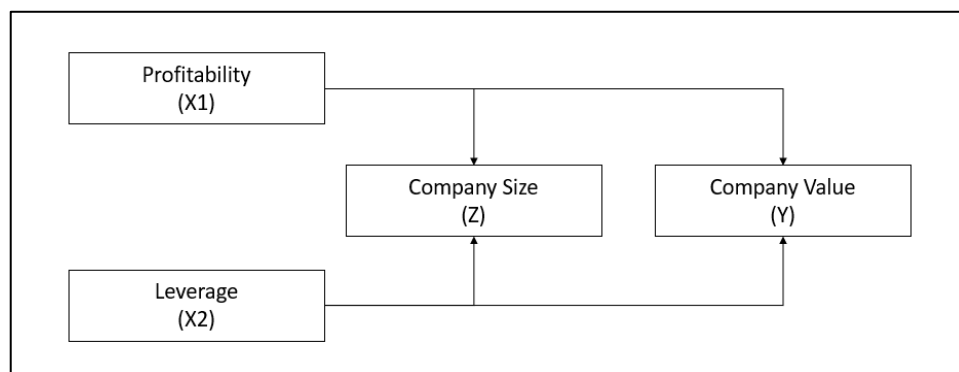 Profitability
(X1)
Company Size
(Z)
Company Value
(Y)
Leverage
(X2)